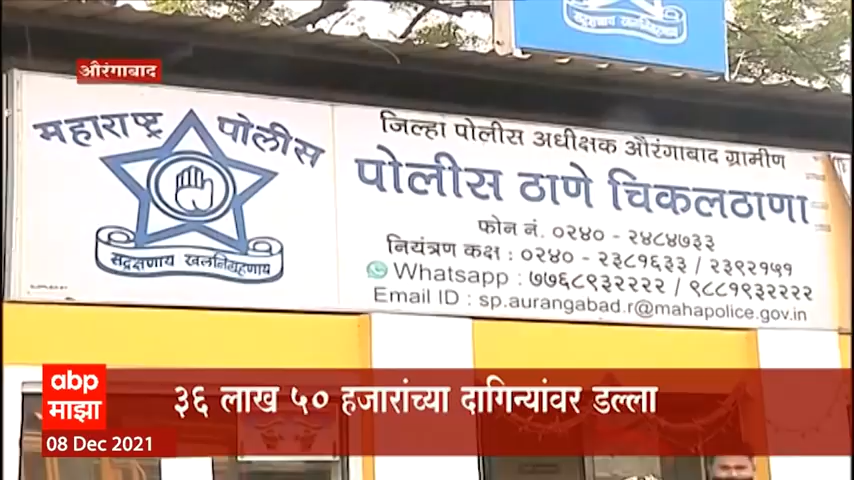 औरंगाबाद
महाराष्ट्र पोलीस
सद्रक्षणाय खलनिग्रहणाय
जिल्हा पोलीस अधीक्षक औरंगाबाद ग्रामीण
पोलीस ठाणे चिकलठाणा
फोन नं. ०२४० - २४८४७३३
नियंत्रण कक्ष : ०२४० - २३८१६३३ / २३९२१५१
Whatsapp : ७७६८९३२२२२ / ९८८१९३२२२२
Email ID : sp.aurangabad.r@mahapolice.gov.in
abp
माझा
३६ लाख ५० हजारांच्या दागिन्यांवर डल्ला
08 Dec 2021